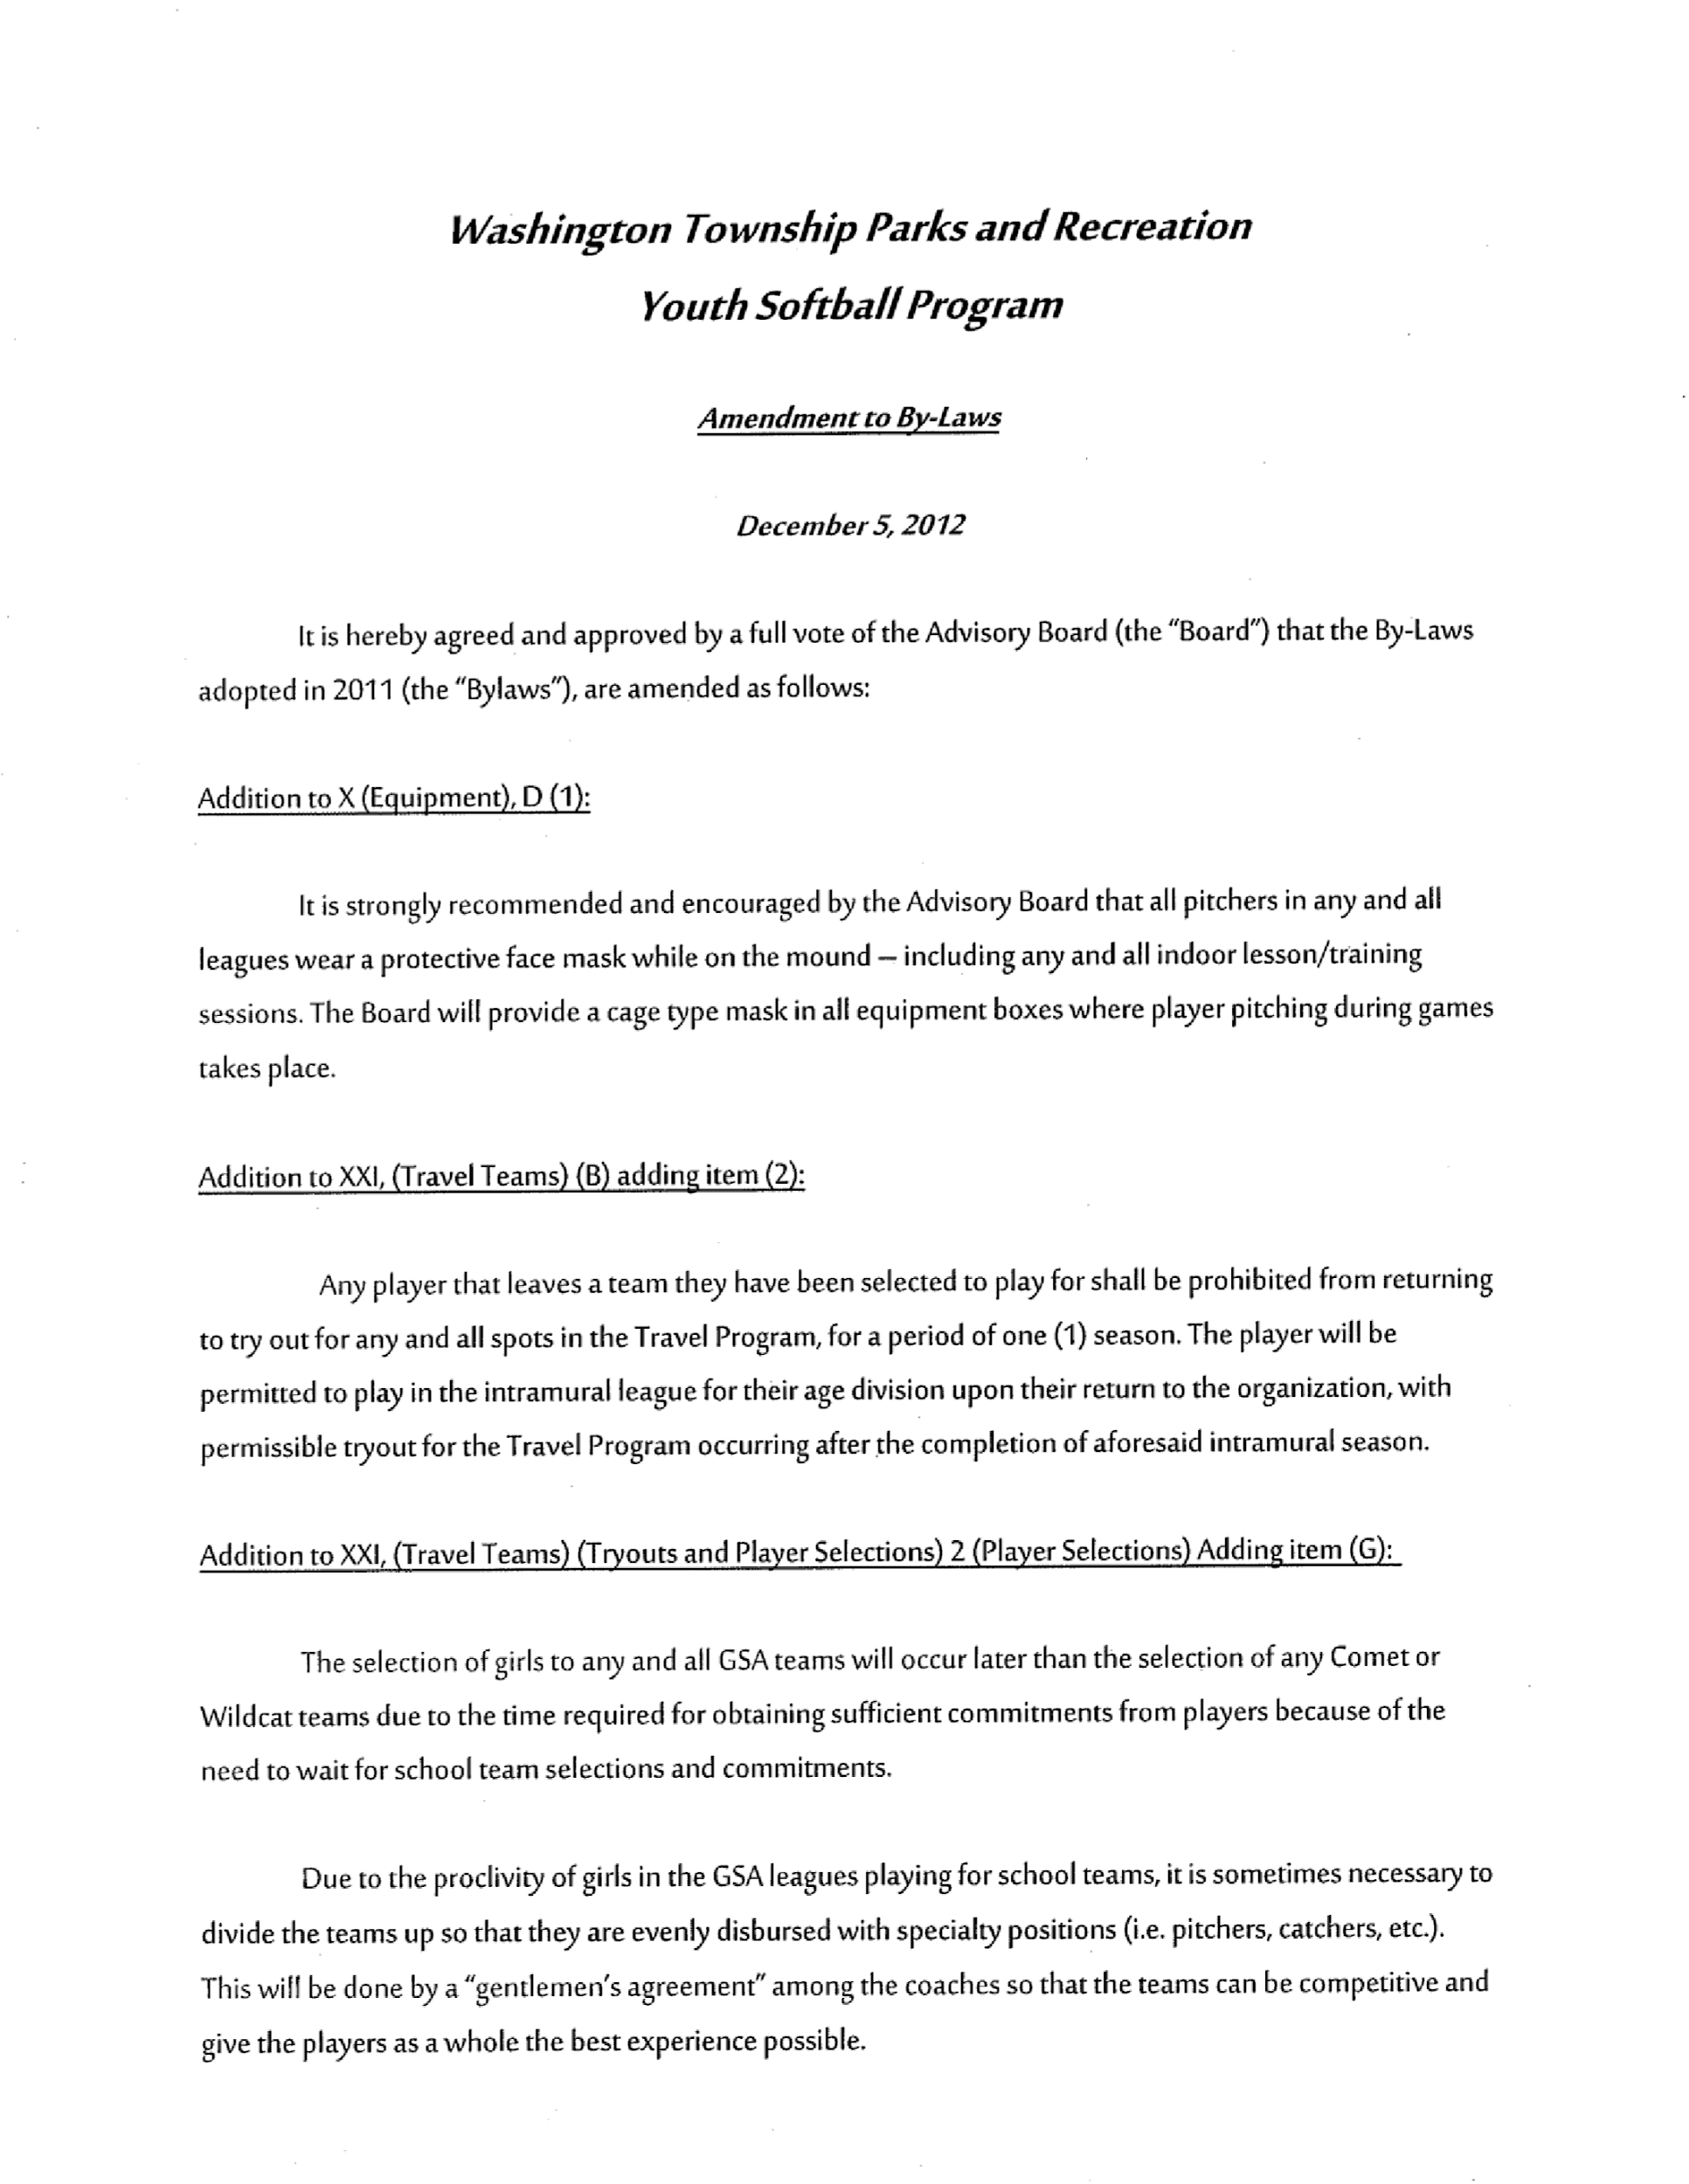 Washington Township Parks and Recreation
Youth Softball Program
Amendment to By-Laws
December 5, 2012
It is hereby agreed and approved by a full vote of the Advisory Board (the “Board”) that the By-Laws
adopted in 2011 (the “Bylaws”), are amended as follows:
Addition to X (Equipment), D (1):
It is strongly recommended and encouraged by the Advisory Board that all pitchers in any and all
leagues wear a protective face mask while on the mound – including any and all indoor lesson/training
sessions. The Board will provide a cage type mask in all equipment boxes where player pitching during games
takes place.
Addition to XXI, (Travel Teams) (B) adding item (2):
Any player that leaves a team they have been selected to play for shall be prohibited from returning
to try out for any and all spots in the Travel Program, for a period of one (1) season. The player will be
permitted to play in the intramural league for their age division upon their return to the organization, with
permissible tryout for the Travel Program occurring after the completion of aforesaid intramural season.
Addition to XXI, (Travel Teams) (Tryouts and Player Selections) 2 (Player Selections) Adding item (G):
The selection of girls to any and all GSA teams will occur later than the selection of any Comet or
Wildcat teams due to the time required for obtaining sufficient commitments from players because of the
need to wait for school team selections and commitments.
Due to the proclivity of girls in the GSA leagues playing for school teams, it is sometimes necessary to
divide the teams up so that they are evenly disbursed with specialty positions (i.e. pitchers, catchers, etc.).
This will be done by a “gentlemen’s agreement” among the coaches so that the teams can be competitive and
give the players as a whole the best experience possible.